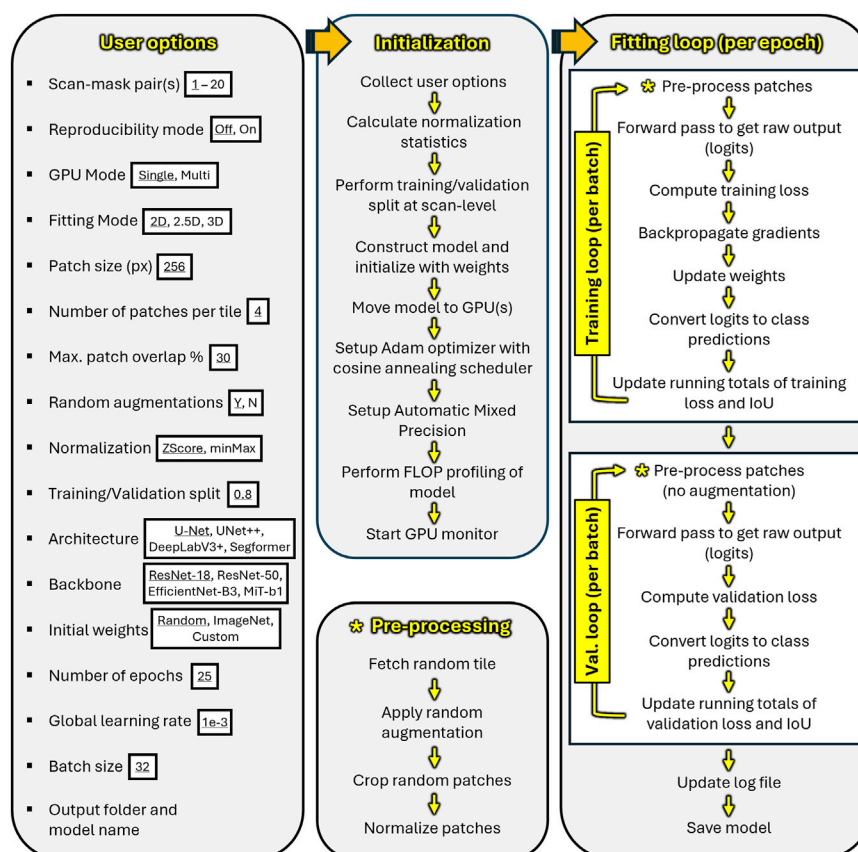 User options
Scan-mask pair(s) 1 – 20
Reproducibility mode Off, On
GPU Mode Single, Multi
Fitting Mode 2D, 2.5D, 3D
Patch size (px) 256
Number of patches per tile 4
Max. patch overlap % 30
Random augmentations Y, N
Normalization ZScore, minMax
Training/Validation split 0.8
Architecture U-Net, UNet++,
DeepLabV3+, Segformer
Backbone ResNet-18, ResNet-50,
EfficientNet-B3, MiT-b1
Initial weights Random, ImageNet,
Custom
Number of epochs 25
Global learning rate 1e-3
Batch size 32
Output folder and
model name
Initialization
Collect user options
Calculate normalization
statistics
Perform training/validation
split at scan-level
Construct model and
initialize with weights
Move model to GPU(s)
Setup Adam optimizer with
cosine annealing scheduler
Setup Automatic Mixed
Precision
Perform FLOP profiling of
model
Start GPU monitor
* Pre-processing
Fetch random tile
Apply random
augmentation
Crop random patches
Normalize patches
Fitting loop (per epoch)
Training loop (per batch)
* Pre-process patches
Forward pass to get raw output
(logits)
Compute training loss
Backpropagate gradients
Update weights
Convert logits to class
predictions
Update running totals of training
loss and IoU
Val. loop (per batch)
* Pre-process patches
(no augmentation)
Forward pass to get raw output
(logits)
Compute validation loss
Convert logits to class
predictions
Update running totals of
validation loss and IoU
Update log file
Save model